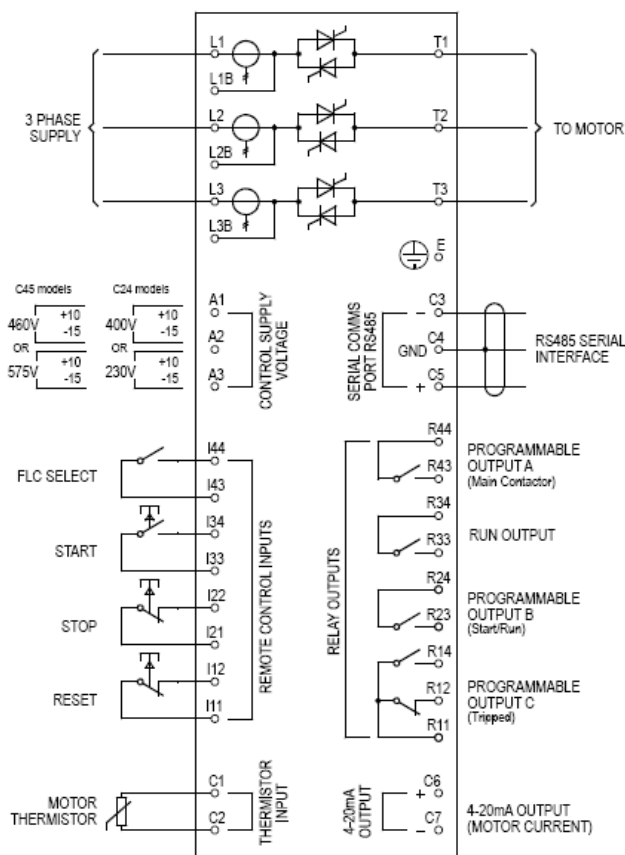 L1
T1
L1B
3 PHASE
SUPPLY
L2
T2
TO MOTOR
L2B
L3
T3
L3B
E
C45 models
460V +10 -15
OR
575V +10 -15
C24 models
400V +10 -15
OR
230V +10 -15
A1
A2
A3
CONTROL SUPPLY
VOLTAGE
SERIAL COMMS
PORT RS485
− C3
GND C4
+ C5
RS485 SERIAL
INTERFACE
FLC SELECT
I44
I43
START
I34
I33
STOP
I22
I21
RESET
I12
I11
REMOTE CONTROL INPUTS
RELAY OUTPUTS
R44
R43
PROGRAMMABLE
OUTPUT A
(Main Contactor)
R34
R33
RUN OUTPUT
R24
R23
PROGRAMMABLE
OUTPUT B
(Start/Run)
R14
R12
R11
PROGRAMMABLE
OUTPUT C
(Tripped)
MOTOR
THERMISTOR
C1
C2
THERMISTOR
INPUT
4-20mA
OUTPUT
+ C6
− C7
4-20mA OUTPUT
(MOTOR CURRENT)